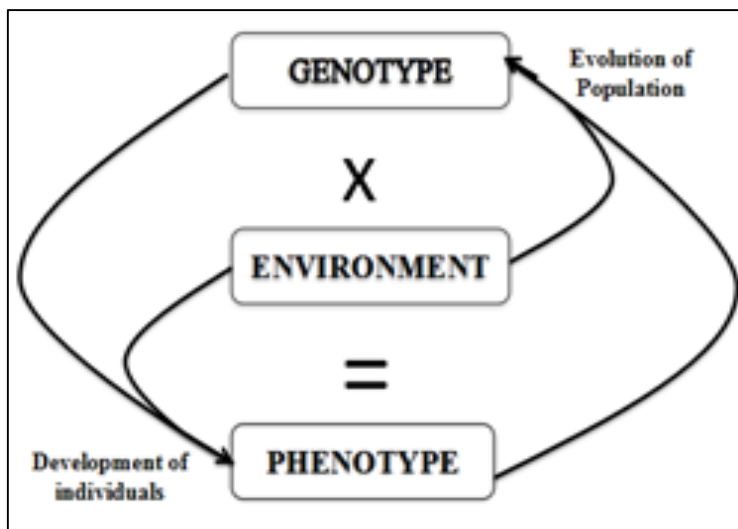 GENOTYPE
Evolution of
Population
X
ENVIRONMENT
=
PHENOTYPE
Development of
individuals